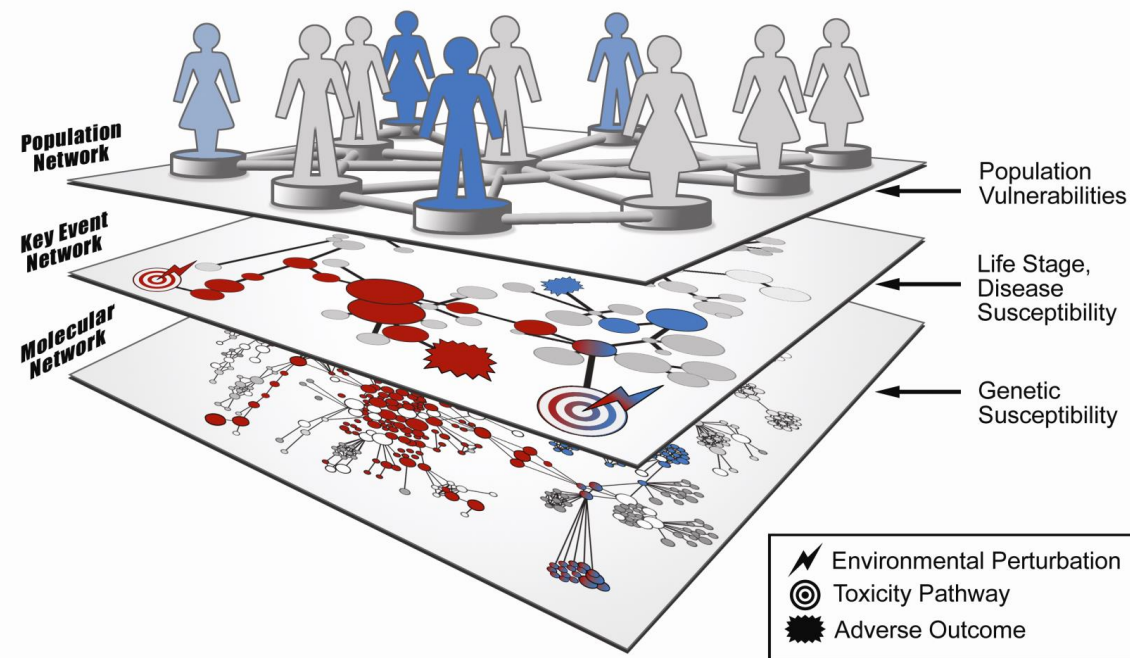 Population
Network
Population
Vulnerabilities
Key Event
Network
Life Stage,
Disease
Susceptibility
Molecular
Network
Genetic
Susceptibility
Environmental Perturbation
Toxicity Pathway
Adverse Outcome